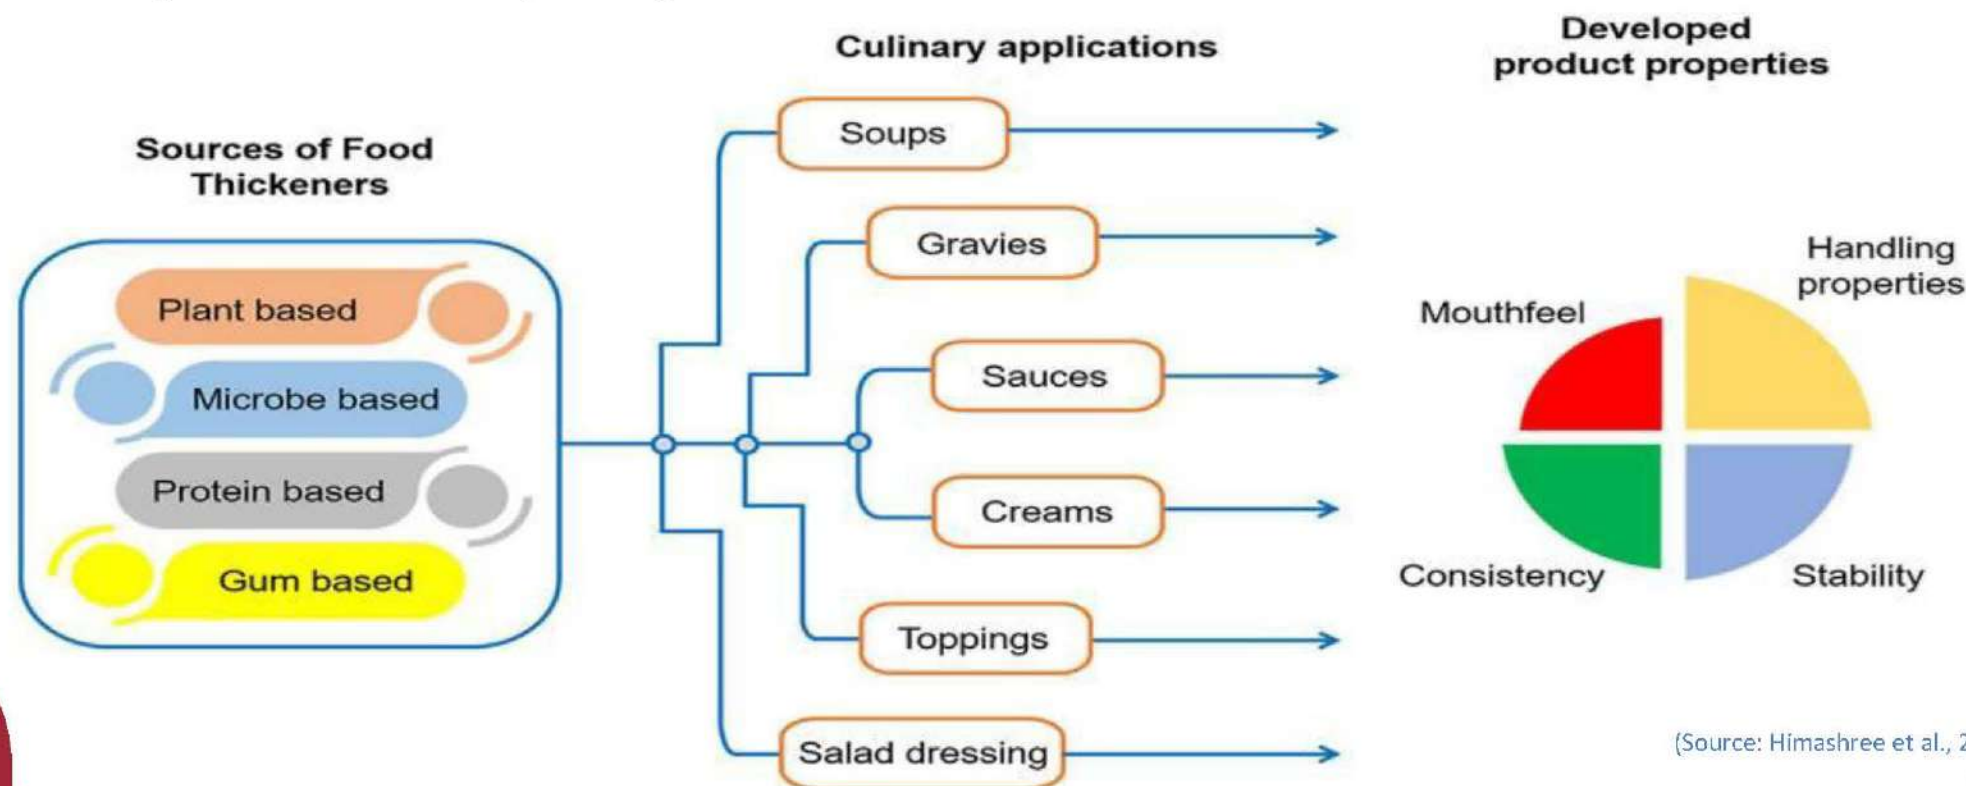 Culinary applications
Developed
product properties
Sources of Food
Thickeners
Plant based
Microbe based
Protein based
Gum based
Soups
Gravies
Sauces
Creams
Toppings
Salad dressing
Mouthfeel
Handling
properties
Consistency
Stability
(Source: Himashree et al., 2